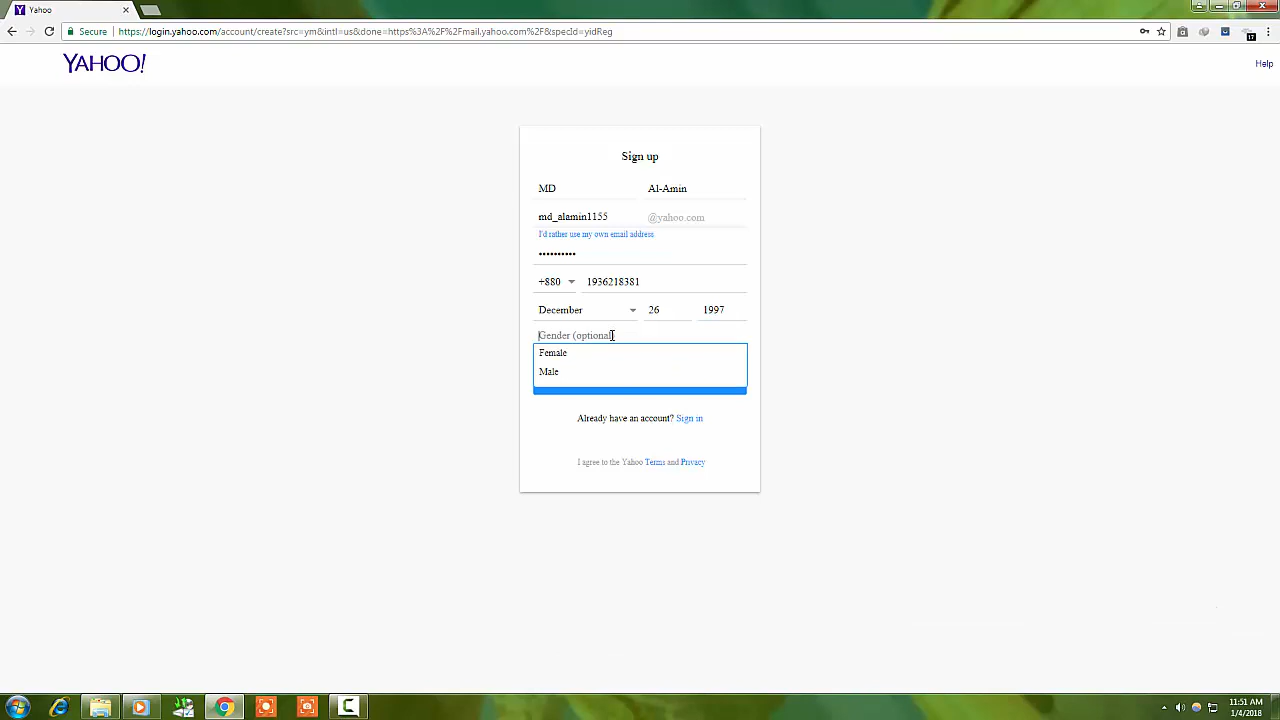 Yahoo
Secure
https://login.yahoo.com/account/create?src=ym&intl=us&done=https%3A%2F%2Fmail.yahoo.com%2F&specId=yidReg
17
YAHOO!
Help
Sign up
MD Al-Amin
md_alamin1155 @yahoo.com
I'd rather use my own email address
••••••••••
+880 1936218381
December 26 1997
Gender (optional)
Female
Male
Already have an account? Sign in
I agree to the Yahoo Terms and Privacy
11:51 AM
1/4/2018